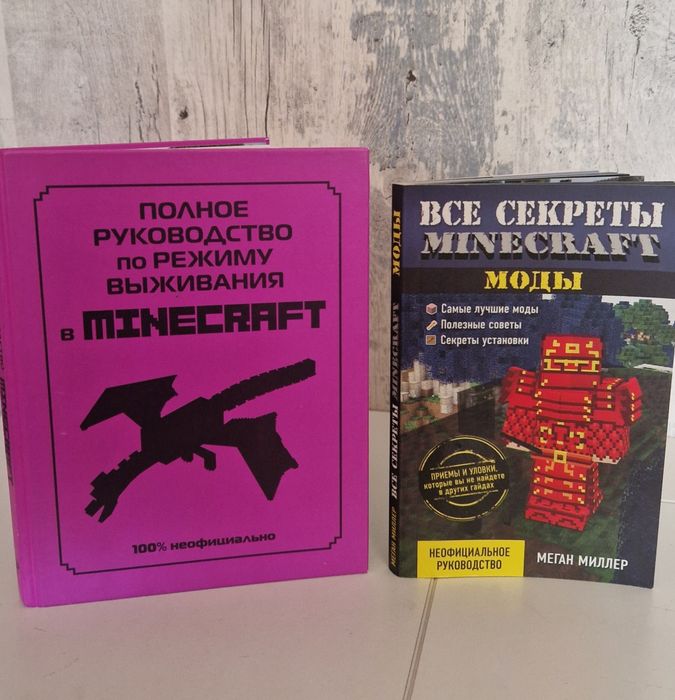 ПОЛНОЕ
РУКОВОДСТВО
по РЕЖИМУ
ВЫЖИВАНИЯ
в MINECRAFT
100% неофициально
ВСЕ СЕКРЕТЫ
MINECRAFT
МОДЫ
Самые лучшие моды
Полезные советы
Секреты установки
ПРИЕМЫ И УЛОВКИ,
которые вы не найдете
в других гайдах
НЕОФИЦИАЛЬНОЕ
РУКОВОДСТВО
МЕГАН МИЛЛЕР
МЕГАН МИЛЛЕР ВСЕ СЕКРЕТЫ MINECRAFT МОДЫ